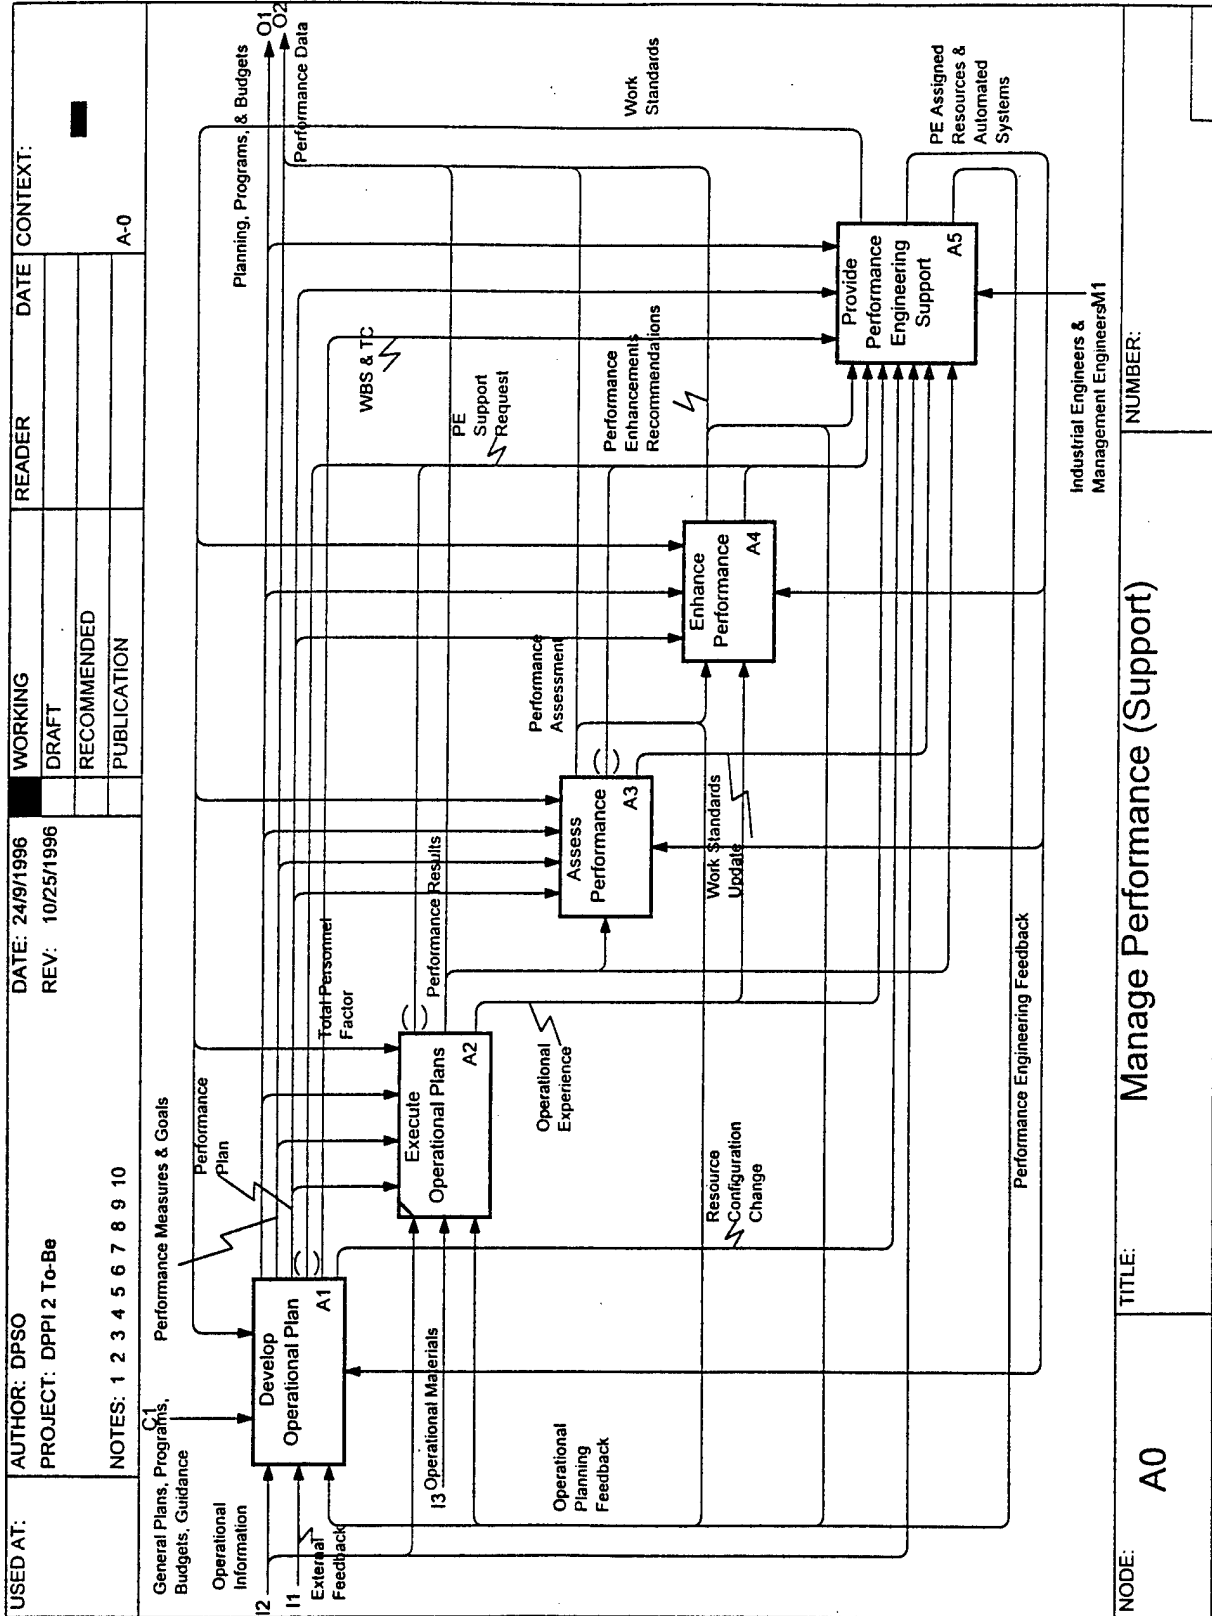 USED AT:
AUTHOR: DPSO
PROJECT: DPPI 2 To-Be
NOTES: 1 2 3 4 5 6 7 8 9 10
DATE: 24/9/1996
REV: 10/25/1996
WORKING
DRAFT
RECOMMENDED
PUBLICATION
READER
DATE
CONTEXT:
A-0
C1
General Plans, Programs,
Budgets, Guidance
Operational
Information
I2
I1
External
Feedback
Performance Measures & Goals
Performance
Plan
Develop
Operational Plan
A1
Total Personnel
Factor
I3 Operational Materials
Operational
Planning
Feedback
Execute
Operational Plans
A2
Performance Results
Operational
Experience
Resource
Configuration
Change
Assess
Performance
A3
Performance
Assessment
Work Standards
Update
Enhance
Performance
A4
WBS & TC
PE
Support
Request
Performance
Enhancements
Recommendations
Planning, Programs, & Budgets
O1
O2
Performance Data
Work
Standards
Provide
Performance
Engineering
Support
A5
PE Assigned
Resources &
Automated
Systems
Industrial Engineers &
Management Engineers M1
Performance Engineering Feedback
NODE:
A0
TITLE:
Manage Performance (Support)
NUMBER: